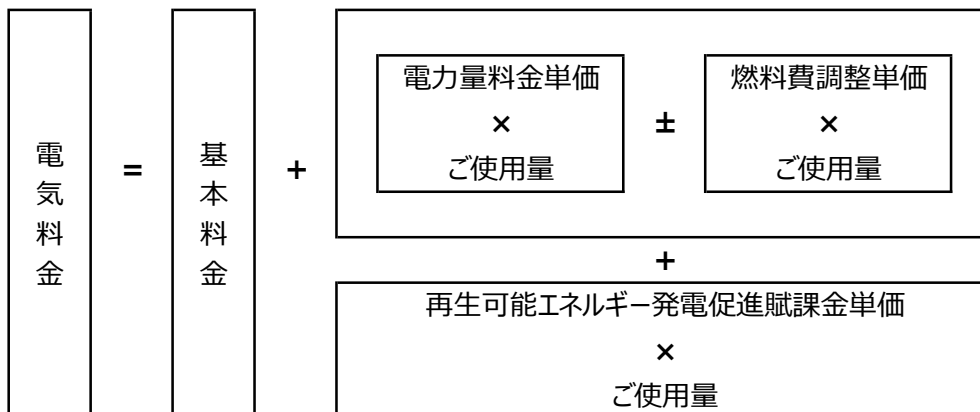 電気料金
=
基本料金
+
電力量料金単価
×
ご使用量
±
燃料費調整単価
×
ご使用量
+
再生可能エネルギー発電促進賦課金単価
×
ご使用量